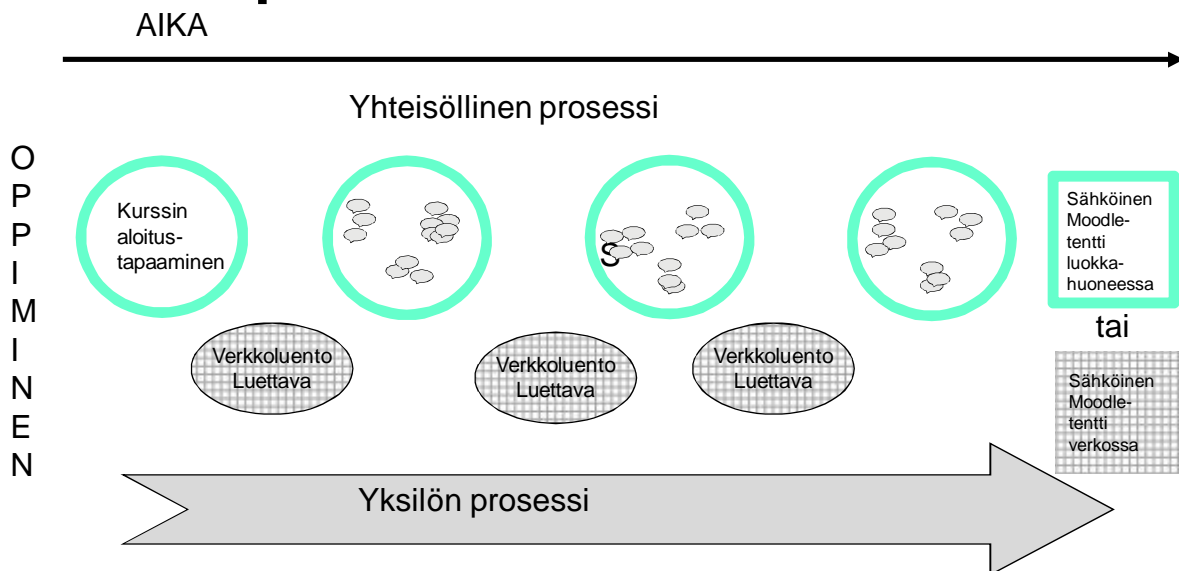 AIKA
Yhteisöllinen prosessi
O
P
P
I
M
I
N
E
N
Kurssin
aloitus-
tapaaminen
S
Sähköinen
Moodle-
tentti
luokka-
huoneessa
tai
Verkkoluento
Luettava
Verkkoluento
Luettava
Verkkoluento
Luettava
Sähköinen
Moodle-
tentti
verkossa
Yksilön prosessi